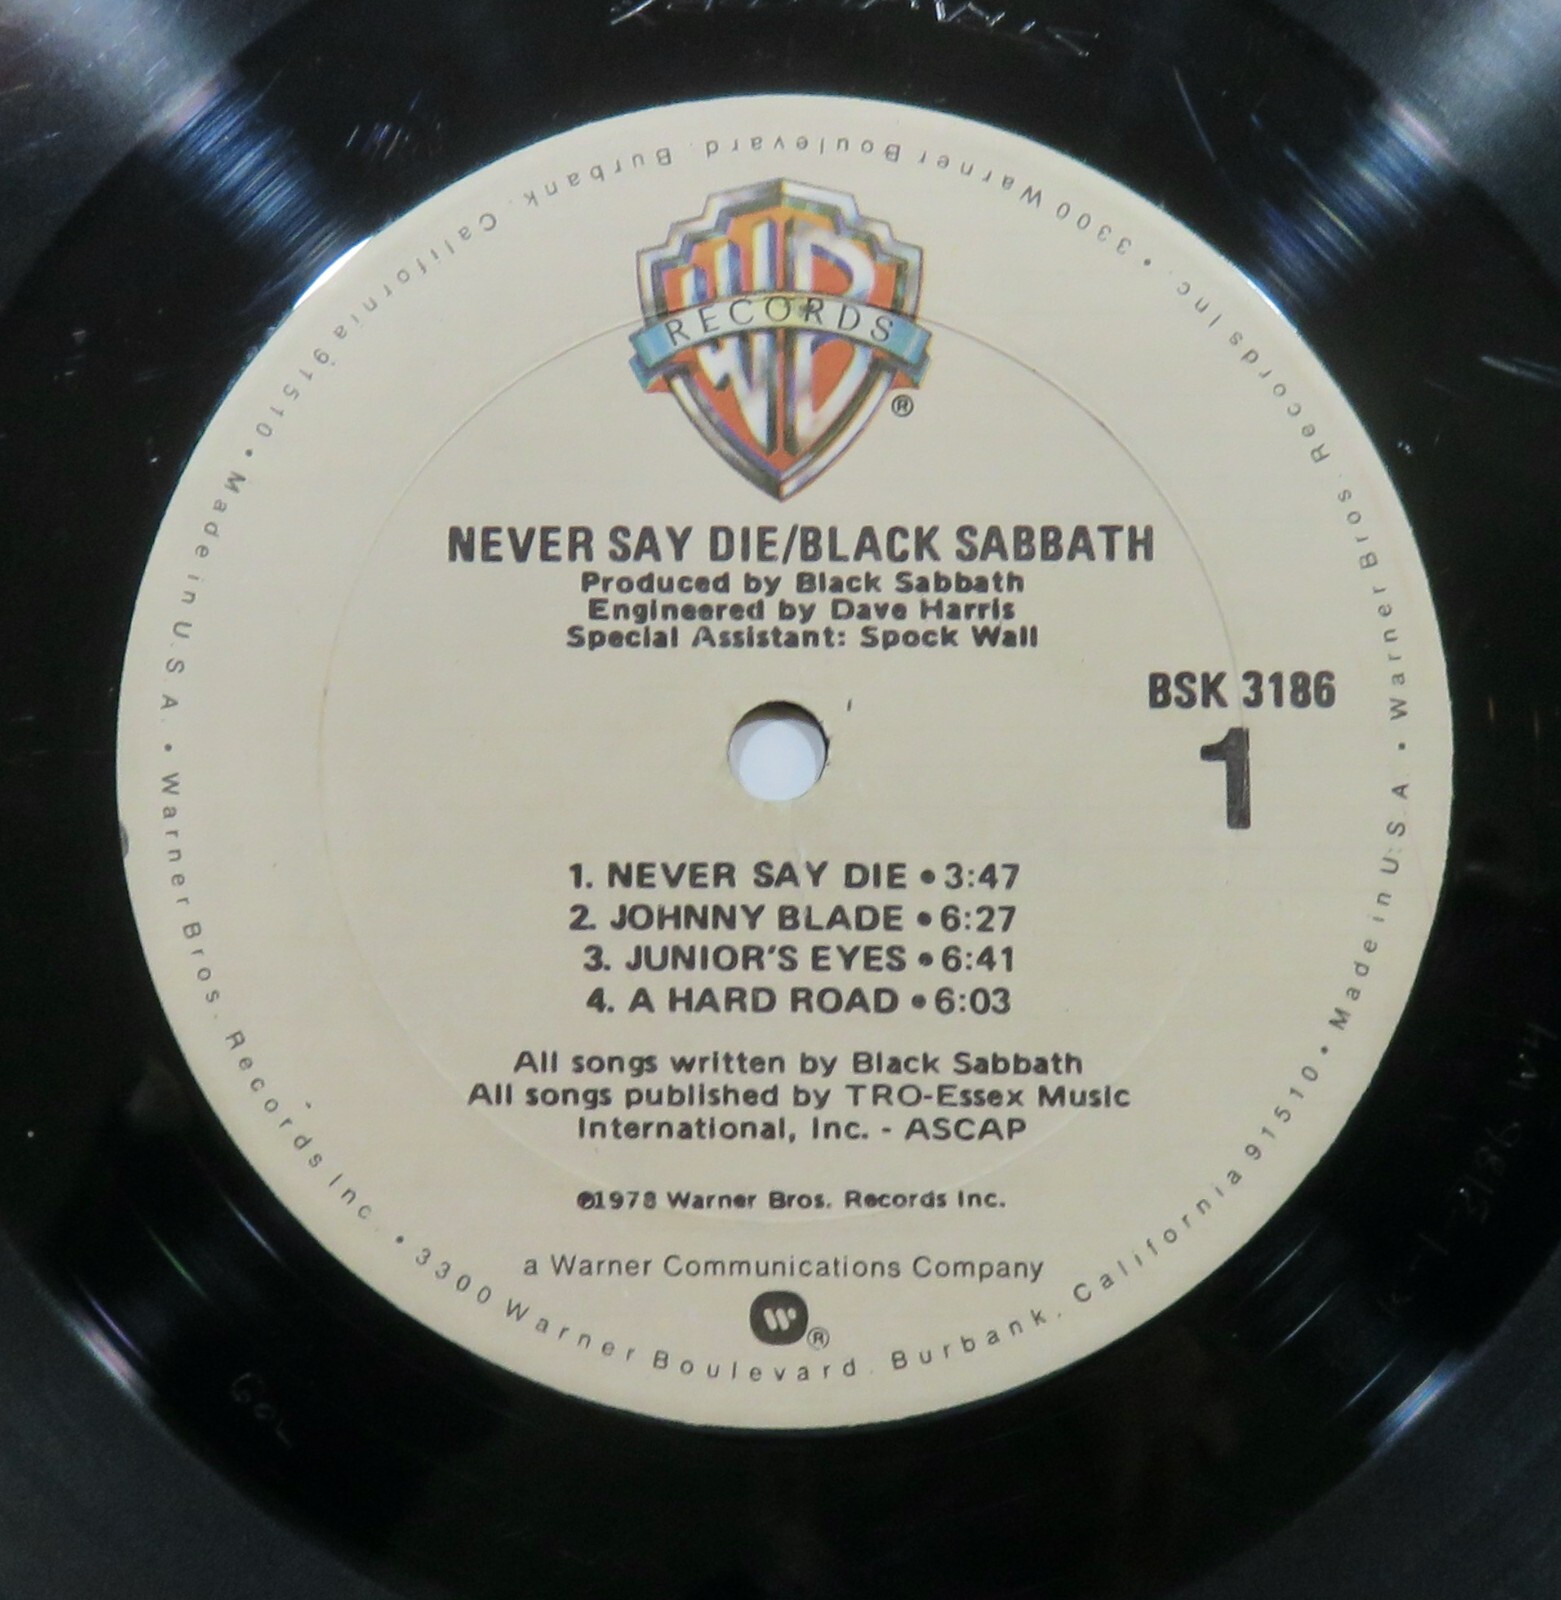 WB
RECORDS
®
NEVER SAY DIE/BLACK SABBATH
Produced by Black Sabbath
Engineered by Dave Harris
Special Assistant: Spock Wall
BSK 3186
1
1. NEVER SAY DIE • 3:47
2. JOHNNY BLADE • 6:27
3. JUNIOR'S EYES • 6:41
4. A HARD ROAD • 6:03
All songs written by Black Sabbath
All songs published by TRO-Essex Music
International, Inc. - ASCAP
℗1978 Warner Bros. Records Inc.
a Warner Communications Company
W®
Warner Bros. Records Inc. • 3300 Warner Boulevard. Burbank. California 91510 • Made in U.S.A. • Warner Bros. Records Inc. • 3300 Warner Boulevard. Burbank. California 91510 • Made in U.S.A. •